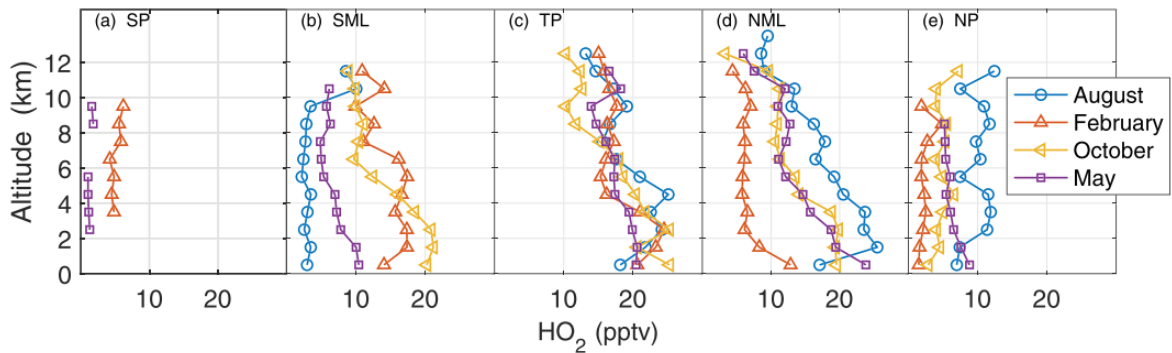 (a) SP (b) SML (c) TP (d) NML (e) NP
12
10
8
6
4
2
0
Altitude (km)
10 20 10 20 10 20 10 20 10 20
HO2 (pptv)
August
February
October
May